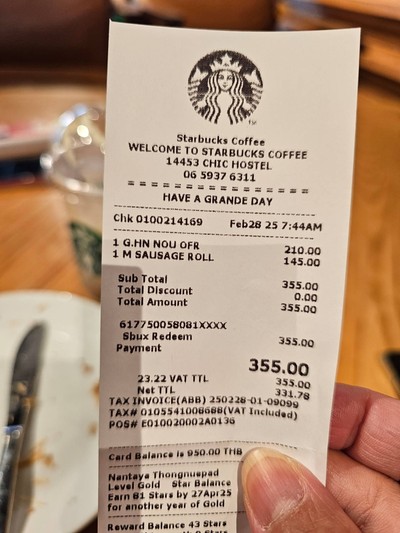 Starbucks Coffee
WELCOME TO STARBUCKS COFFEE
14453 CHIC HOSTEL
06 5937 6311
HAVE A GRANDE DAY
Chk 0100214169 Feb28 25 7:44AM
1 G.HN NOU OFR 210.00
1 M SAUSAGE ROLL 145.00
Sub Total 355.00
Total Discount 0.00
Total Amount 355.00
617750058081XXXX
Sbux Redeem 355.00
Payment
355.00
23.22 VAT TTL 355.00
Net TTL 331.78
TAX INVOICE(ABB) 250228-01-09099
TAX# 0105541008688(VAT Included)
POS# E010020002A0136
Card Balance is 950.00 THB
Nantaya Thongnuepad
Level Gold Star Balance
Earn 81 Stars by 27Apr25
for another year of Gold
Reward Balance 43 Stars